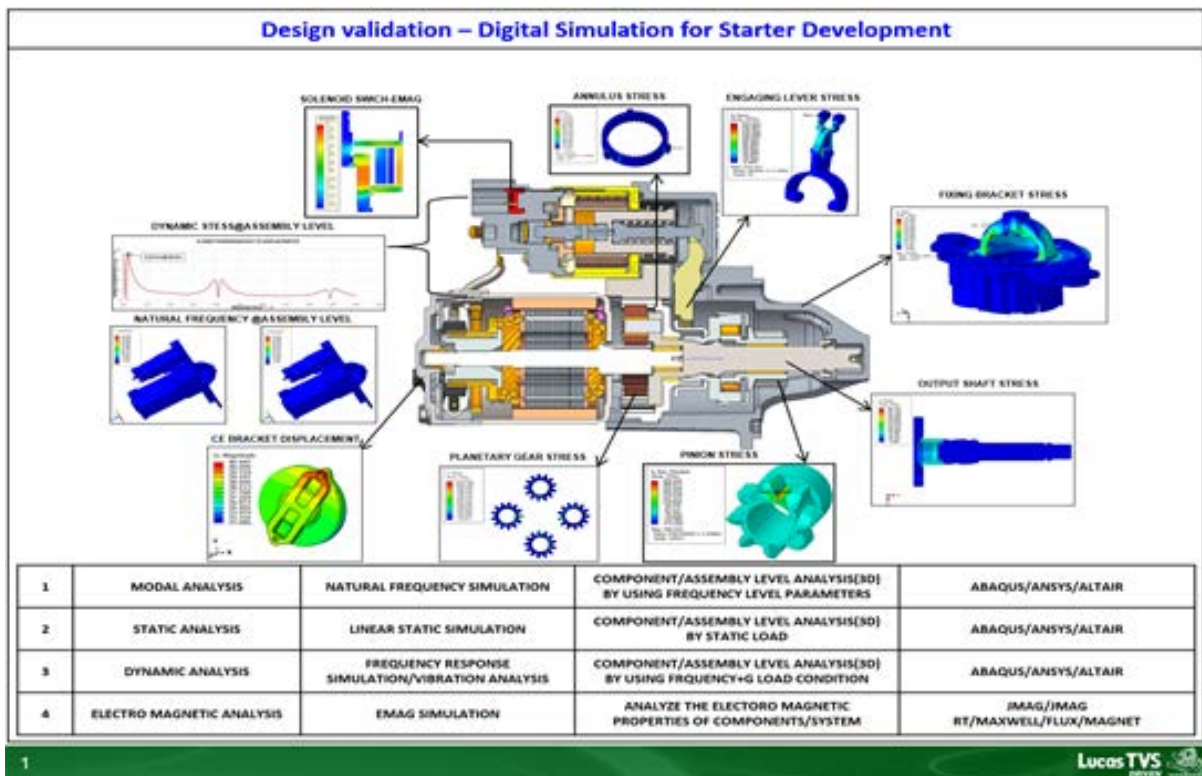 Design validation – Digital Simulation for Starter Development
SOLENOID SWCH-EMAG
ANNULUS STRESS
ENGAGING LEVER STRESS
FIXING BRACKET STRESS
DYNAMIC STESS@ASSEMBLY LEVEL
NATURAL FREQUENCY @ASSEMBLY LEVEL
OUTPUT SHAFT STRESS
CE BRACKET DISPLACEMENT
PLANETARY GEAR STRESS
PINION STRESS
1
MODAL ANALYSIS
NATURAL FREQUENCY SIMULATION
COMPONENT/ASSEMBLY LEVEL ANALYSIS(3D)
BY USING FREQUENCY LEVEL PARAMETERS
ABAQUS/ANSYS/ALTAIR
2
STATIC ANALYSIS
LINEAR STATIC SIMULATION
COMPONENT/ASSEMBLY LEVEL ANALYSIS(3D)
BY STATIC LOAD
ABAQUS/ANSYS/ALTAIR
3
DYNAMIC ANALYSIS
FREQUENCY RESPONSE
SIMULATION/VIBRATION ANALYSIS
COMPONENT/ASSEMBLY LEVEL ANALYSIS(3D)
BY USING FRQUENCY+G LOAD CONDITION
ABAQUS/ANSYS/ALTAIR
4
ELECTRO MAGNETIC ANALYSIS
EMAG SIMULATION
ANALYZE THE ELECTORO MAGNETIC
PROPERTIES OF COMPONENTS/SYSTEM
JMAG/JMAG
RT/MAXWELL/FLUX/MAGNET
1
Lucas TVS